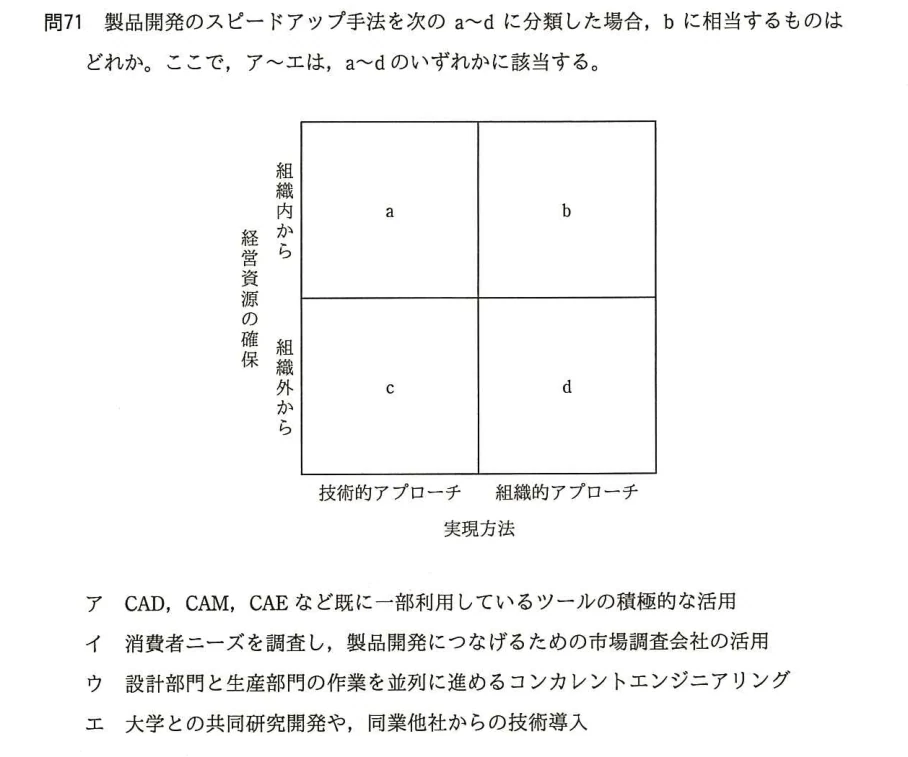 問71 製品開発のスピードアップ手法を次の a～d に分類した場合，b に相当するものは
どれか。ここで，ア～エは，a～d のいずれかに該当する。
経営資源の確保
組織内から
a
b
組織外から
c
d
技術的アプローチ 組織的アプローチ
実現方法
ア CAD，CAM，CAE など既に一部利用しているツールの積極的な活用
イ 消費者ニーズを調査し，製品開発につなげるための市場調査会社の活用
ウ 設計部門と生産部門の作業を並列に進めるコンカレントエンジニアリング
エ 大学との共同研究開発や，同業他社からの技術導入